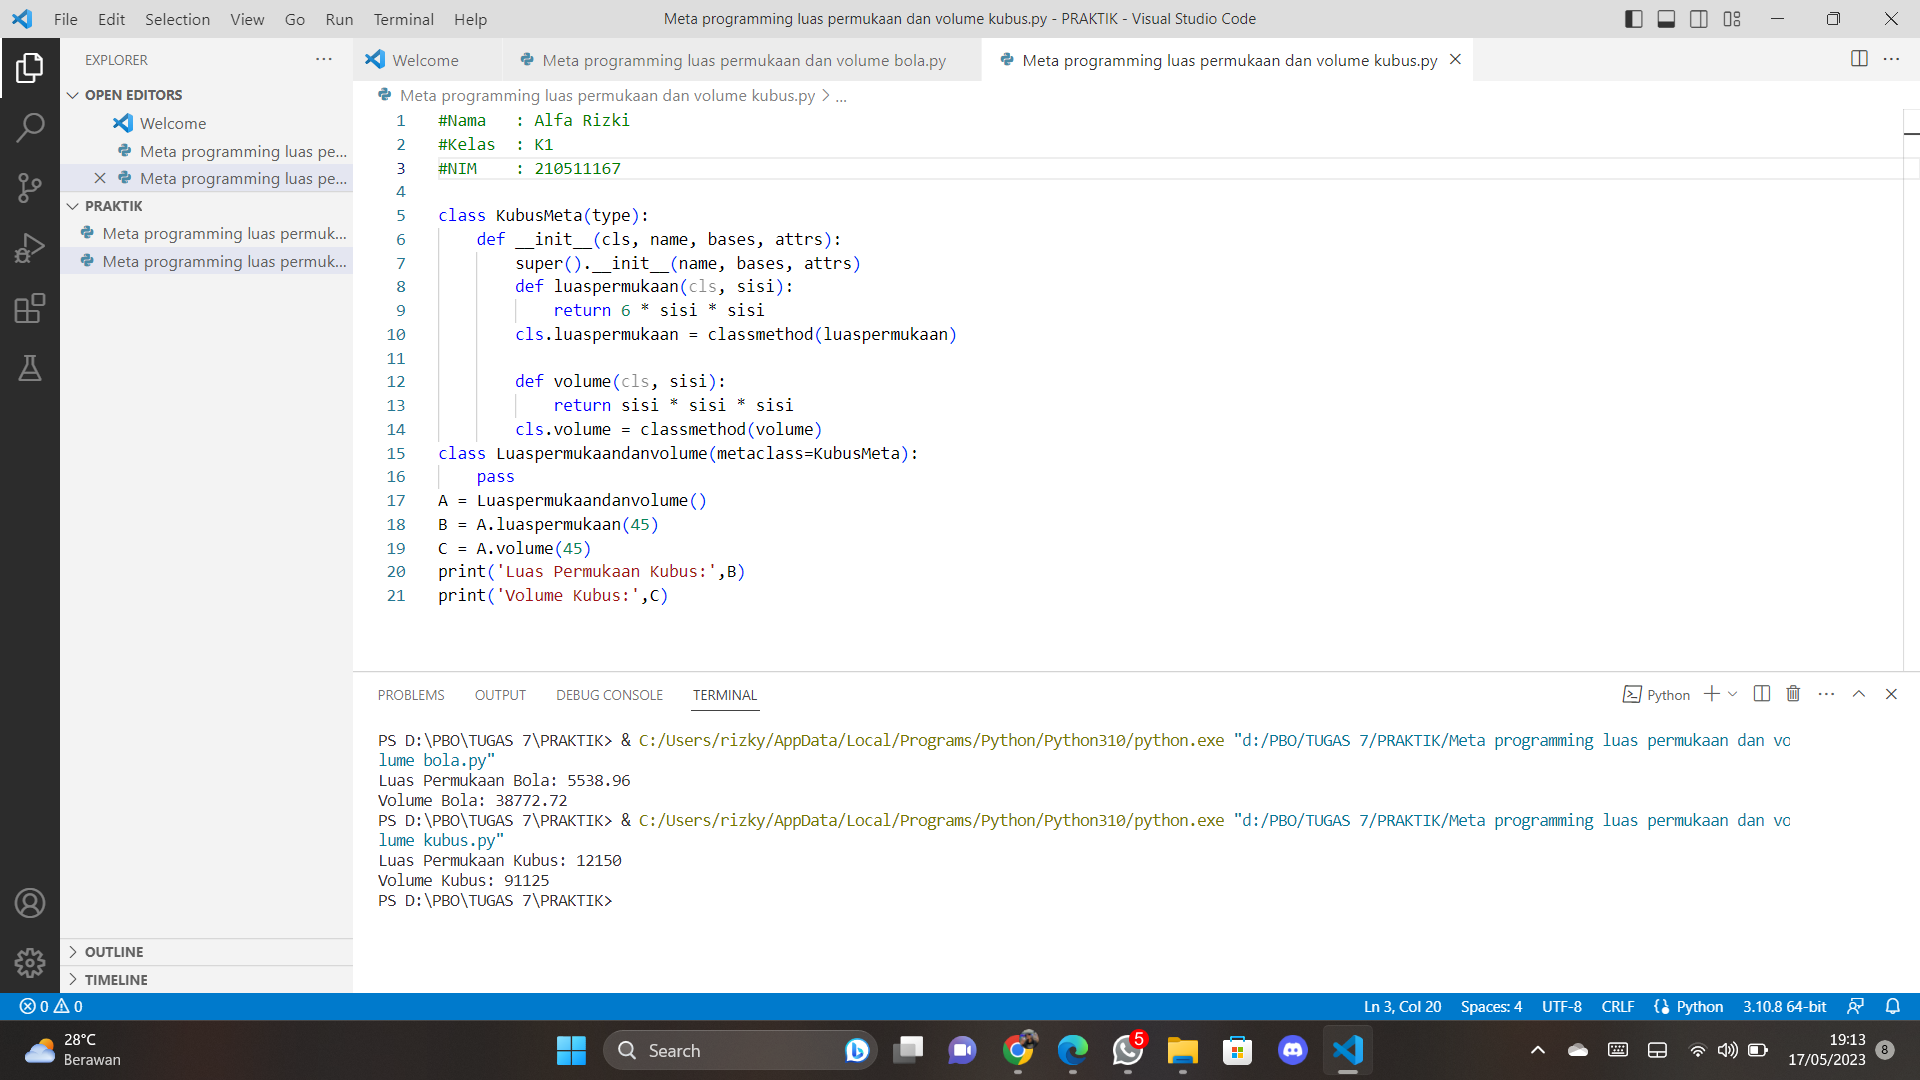 File Edit Selection View Go Run Terminal Help
Meta programming luas permukaan dan volume kubus.py - PRAKTIK - Visual Studio Code
EXPLORER
OPEN EDITORS
Welcome
Meta programming luas pe...
Meta programming luas pe...
PRAKTIK
Meta programming luas permuk...
Meta programming luas permuk...
OUTLINE
TIMELINE
Welcome
Meta programming luas permukaan dan volume bola.py
Meta programming luas permukaan dan volume kubus.py
Meta programming luas permukaan dan volume kubus.py > ...
1 #Nama   : Alfa Rizki
2 #Kelas  : K1
3 #NIM    : 210511167
4
5 class KubusMeta(type):
6     def __init__(cls, name, bases, attrs):
7         super().__init__(name, bases, attrs)
8         def luaspermukaan(cls, sisi):
9             return 6 * sisi * sisi
10         cls.luaspermukaan = classmethod(luaspermukaan)
11
12         def volume(cls, sisi):
13             return sisi * sisi * sisi
14         cls.volume = classmethod(volume)
15 class Luaspermukaandanvolume(metaclass=KubusMeta):
16     pass
17 A = Luaspermukaandanvolume()
18 B = A.luaspermukaan(45)
19 C = A.volume(45)
20 print('Luas Permukaan Kubus:',B)
21 print('Volume Kubus:',C)
PROBLEMS OUTPUT DEBUG CONSOLE TERMINAL
Python
PS D:\PBO\TUGAS 7\PRAKTIK> & C:/Users/rizky/AppData/Local/Programs/Python/Python310/python.exe "d:/PBO/TUGAS 7/PRAKTIK/Meta programming luas permukaan dan vo
lume bola.py"
Luas Permukaan Bola: 5538.96
Volume Bola: 38772.72
PS D:\PBO\TUGAS 7\PRAKTIK> & C:/Users/rizky/AppData/Local/Programs/Python/Python310/python.exe "d:/PBO/TUGAS 7/PRAKTIK/Meta programming luas permukaan dan vo
lume kubus.py"
Luas Permukaan Kubus: 12150
Volume Kubus: 91125
PS D:\PBO\TUGAS 7\PRAKTIK>
0 0
Ln 3, Col 20 Spaces: 4 UTF-8 CRLF Python 3.10.8 64-bit
28°C
Berawan
Search
5
19:13
17/05/2023
8